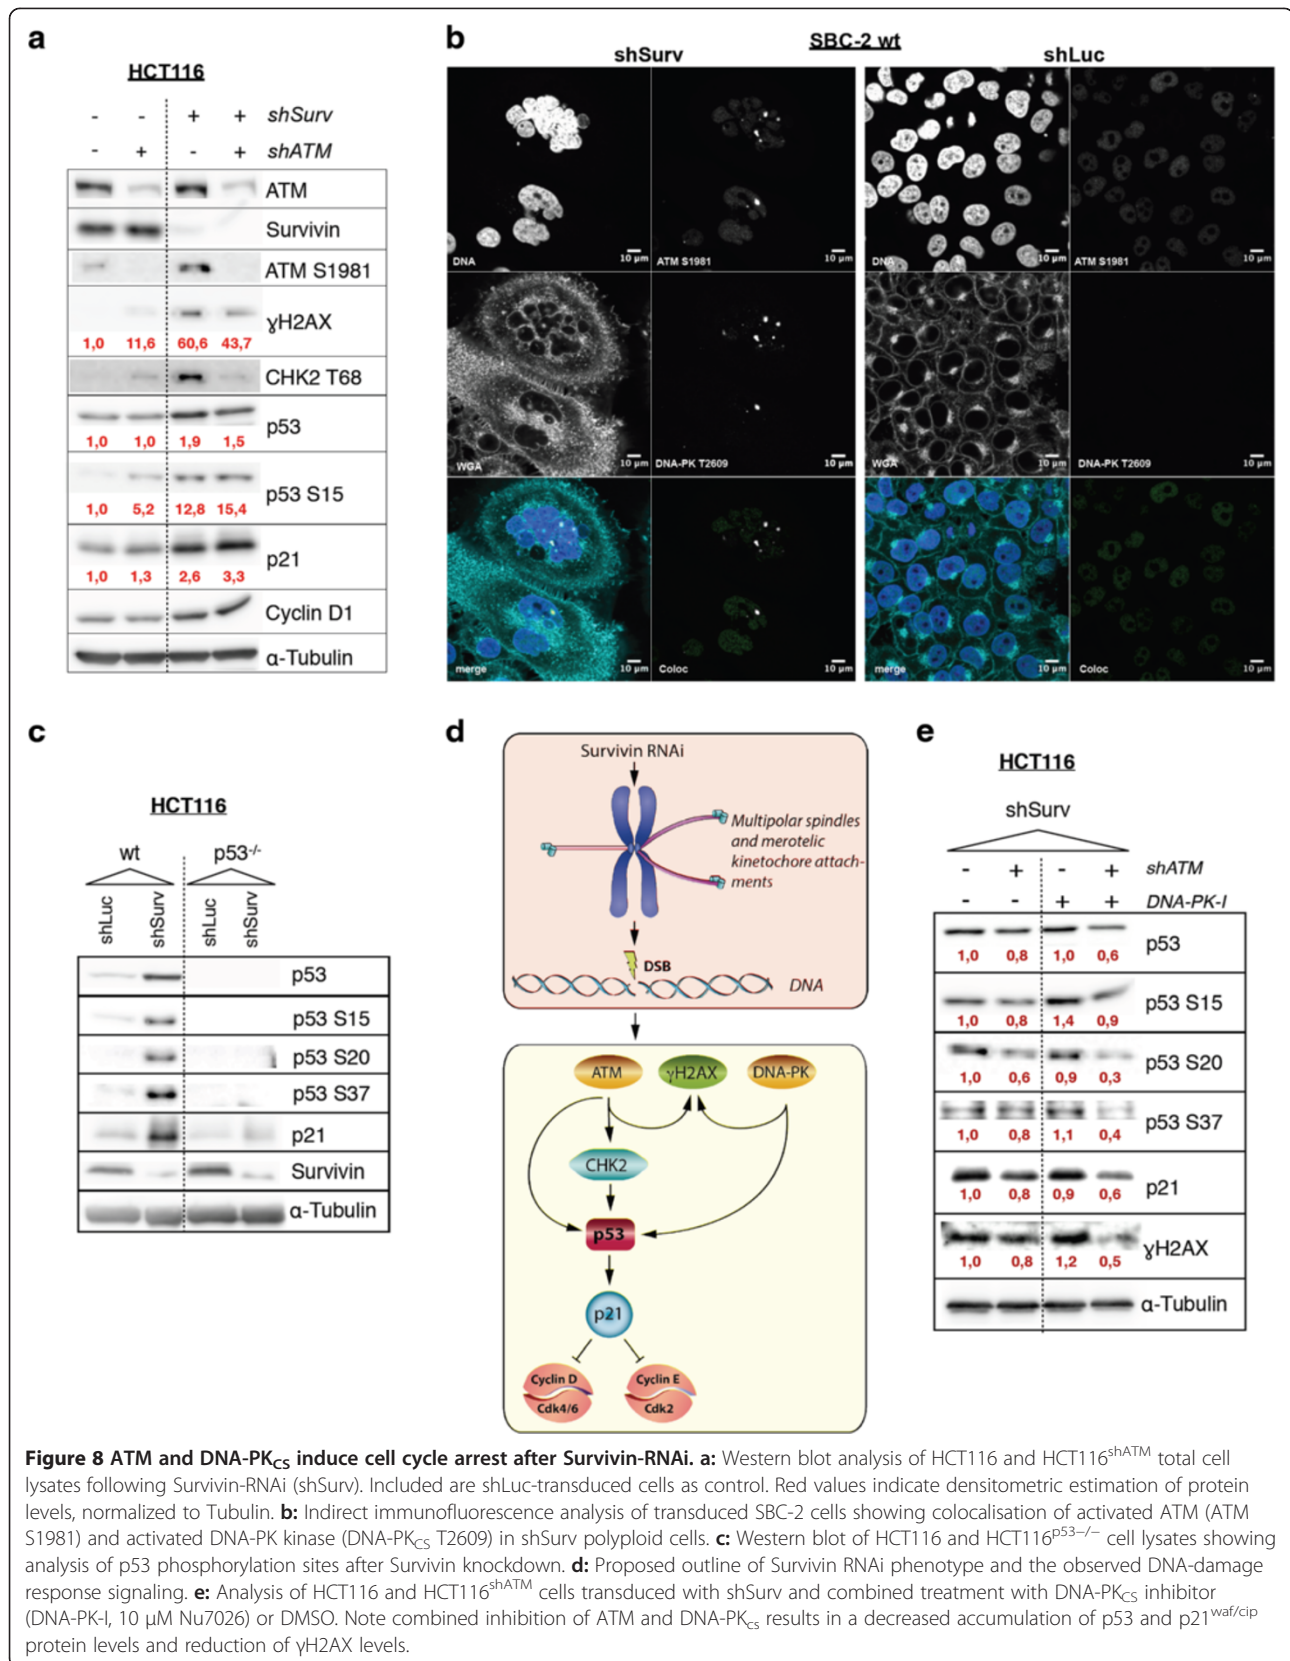 a
HCT116
- - + + shSurv
- + - + shATM
ATM
Survivin
ATM S1981
ɣH2AX
1,0 11,6 60,6 43,7
CHK2 T68
p53
1,0 1,0 1,9 1,5
p53 S15
1,0 5,2 12,8 15,4
p21
1,0 1,3 2,6 3,3
Cyclin D1
α-Tubulin
b
SBC-2 wt
shSurv shLuc
DNA 10 µm ATM S1981 10 µm DNA 10 µm ATM S1981 10 µm
WGA 10 µm DNA-PK T2609 10 µm WGA 10 µm DNA-PK T2609 10 µm
merge 10 µm Coloc 10 µm merge 10 µm Coloc 10 µm
c
HCT116
wt p53-/-
shLuc shSurv shLuc shSurv
p53
p53 S15
p53 S20
p53 S37
p21
Survivin
α-Tubulin
d
Survivin RNAi
Multipolar spindles
and merotelic
kinetochore attach-
ments
DSB
DNA
ATM γH2AX DNA-PK
CHK2
p53
p21
Cyclin D Cyclin E
Cdk4/6 Cdk2
e
HCT116
shSurv
- + - + shATM
- - + + DNA-PK-I
p53
1,0 0,8 1,0 0,6
p53 S15
1,0 0,8 1,4 0,9
p53 S20
1,0 0,6 0,9 0,3
p53 S37
1,0 0,8 1,1 0,4
p21
1,0 0,8 0,9 0,6
ɣH2AX
1,0 0,8 1,2 0,5
α-Tubulin
Figure 8 ATM and DNA-PKCS induce cell cycle arrest after Survivin-RNAi. a: Western blot analysis of HCT116 and HCT116shATM total cell
lysates following Survivin-RNAi (shSurv). Included are shLuc-transduced cells as control. Red values indicate densitometric estimation of protein
levels, normalized to Tubulin. b: Indirect immunofluorescence analysis of transduced SBC-2 cells showing colocalisation of activated ATM (ATM
S1981) and activated DNA-PK kinase (DNA-PKCS T2609) in shSurv polyploid cells. c: Western blot of HCT116 and HCT116p53−/− cell lysates showing
analysis of p53 phosphorylation sites after Survivin knockdown. d: Proposed outline of Survivin RNAi phenotype and the observed DNA-damage
response signaling. e: Analysis of HCT116 and HCT116shATM cells transduced with shSurv and combined treatment with DNA-PKCS inhibitor
(DNA-PK-I, 10 μM Nu7026) or DMSO. Note combined inhibition of ATM and DNA-PKCS results in a decreased accumulation of p53 and p21waf/cip
protein levels and reduction of γH2AX levels.